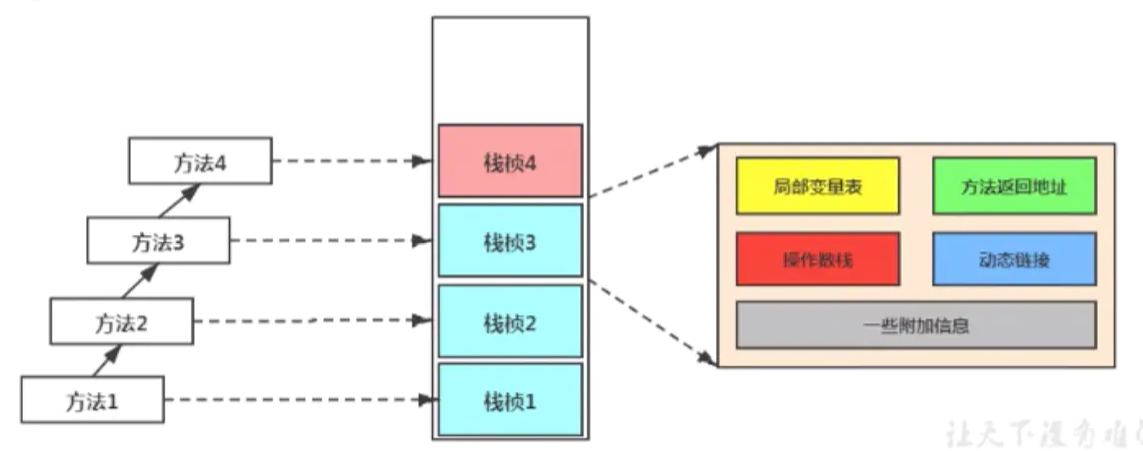 方法4
栈桢4
局部变量表
方法返回地址
方法3
栈桢3
操作数栈
动态链接
方法2
栈桢2
一些附加信息
方法1
栈桢1
让天下没有难